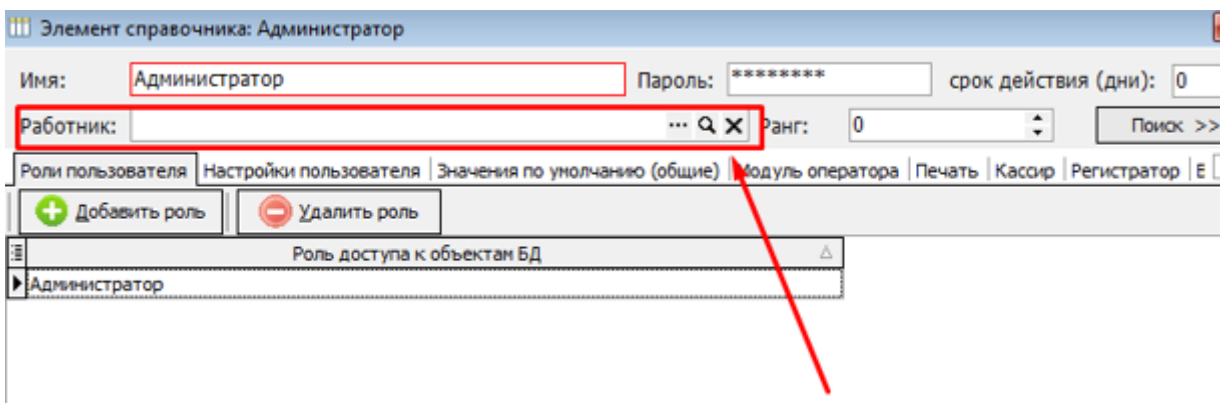 Элемент справочника: Администратор
Имя: Администратор Пароль: ******** срок действия (дни): 0
Работник: ... Ранг: 0 Поиск >>
Роли пользователя Настройки пользователя Значения по умолчанию (общие) Модуль оператора Печать Кассир Регистратор
Добавить роль Удалить роль
Роль доступа к объектам БД
Администратор